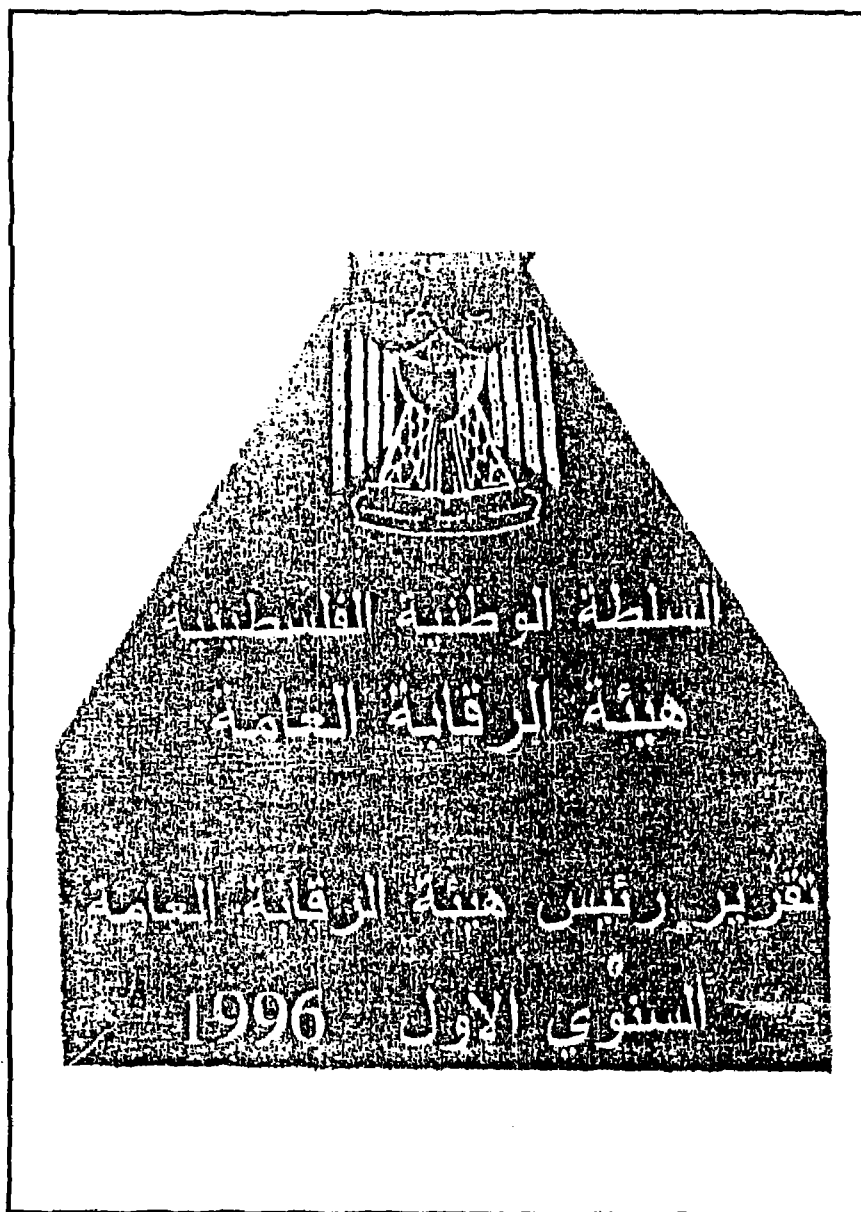 السلطة الوطنية الفلسطينية
هيئة الرقابة العامة
تقرير رئيس هيئة الرقابة العامة
السنوي الاول 1996